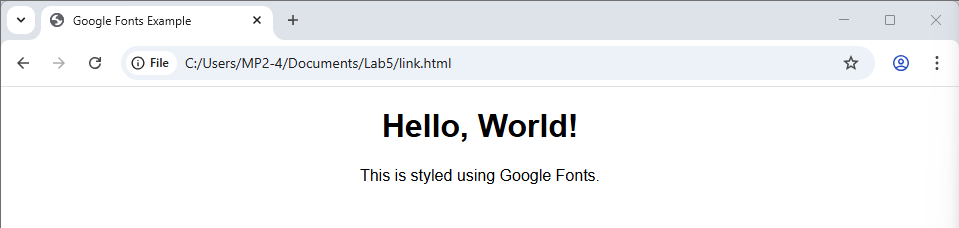 Google Fonts Example
File C:/Users/MP2-4/Documents/Lab5/link.html
Hello, World!
This is styled using Google Fonts.